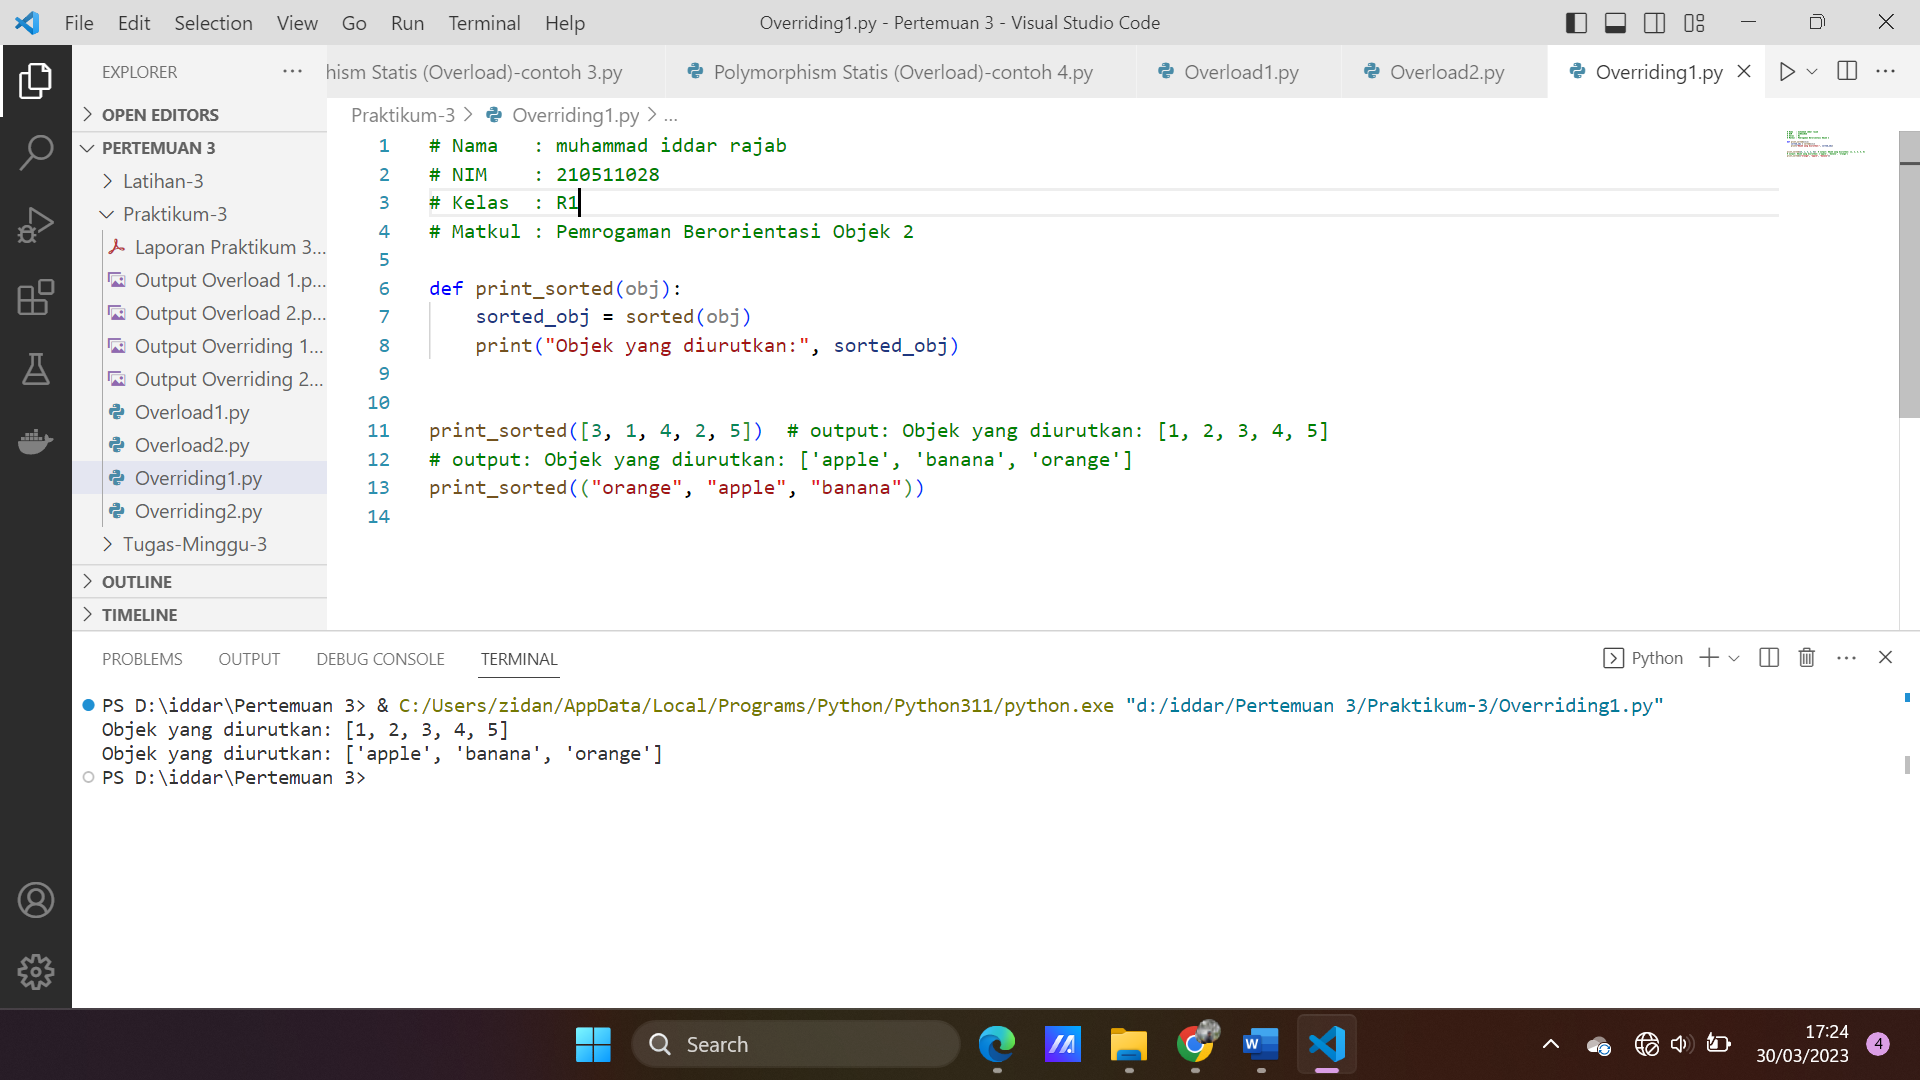 File Edit Selection View Go Run Terminal Help
Overriding1.py - Pertemuan 3 - Visual Studio Code
EXPLORER
hism Statis (Overload)-contoh 3.py
Polymorphism Statis (Overload)-contoh 4.py
Overload1.py
Overload2.py
Overriding1.py
OPEN EDITORS
PERTEMUAN 3
Latihan-3
Praktikum-3
Laporan Praktikum 3...
Output Overload 1.p...
Output Overload 2.p...
Output Overriding 1...
Output Overriding 2...
Overload1.py
Overload2.py
Overriding1.py
Overriding2.py
Tugas-Minggu-3
OUTLINE
TIMELINE
Praktikum-3 > Overriding1.py > ...
1 # Nama   : muhammad iddar rajab
2 # NIM    : 210511028
3 # Kelas  : R1
4 # Matkul : Pemrogaman Berorientasi Objek 2
5
6 def print_sorted(obj):
7     sorted_obj = sorted(obj)
8     print("Objek yang diurutkan:", sorted_obj)
9
10
11 print_sorted([3, 1, 4, 2, 5])  # output: Objek yang diurutkan: [1, 2, 3, 4, 5]
12 # output: Objek yang diurutkan: ['apple', 'banana', 'orange']
13 print_sorted(("orange", "apple", "banana"))
14
PROBLEMS OUTPUT DEBUG CONSOLE TERMINAL
Python
PS D:\iddar\Pertemuan 3> & C:/Users/zidan/AppData/Local/Programs/Python/Python311/python.exe "d:/iddar/Pertemuan 3/Praktikum-3/Overriding1.py"
Objek yang diurutkan: [1, 2, 3, 4, 5]
Objek yang diurutkan: ['apple', 'banana', 'orange']
PS D:\iddar\Pertemuan 3>
Search
17:24
30/03/2023
4